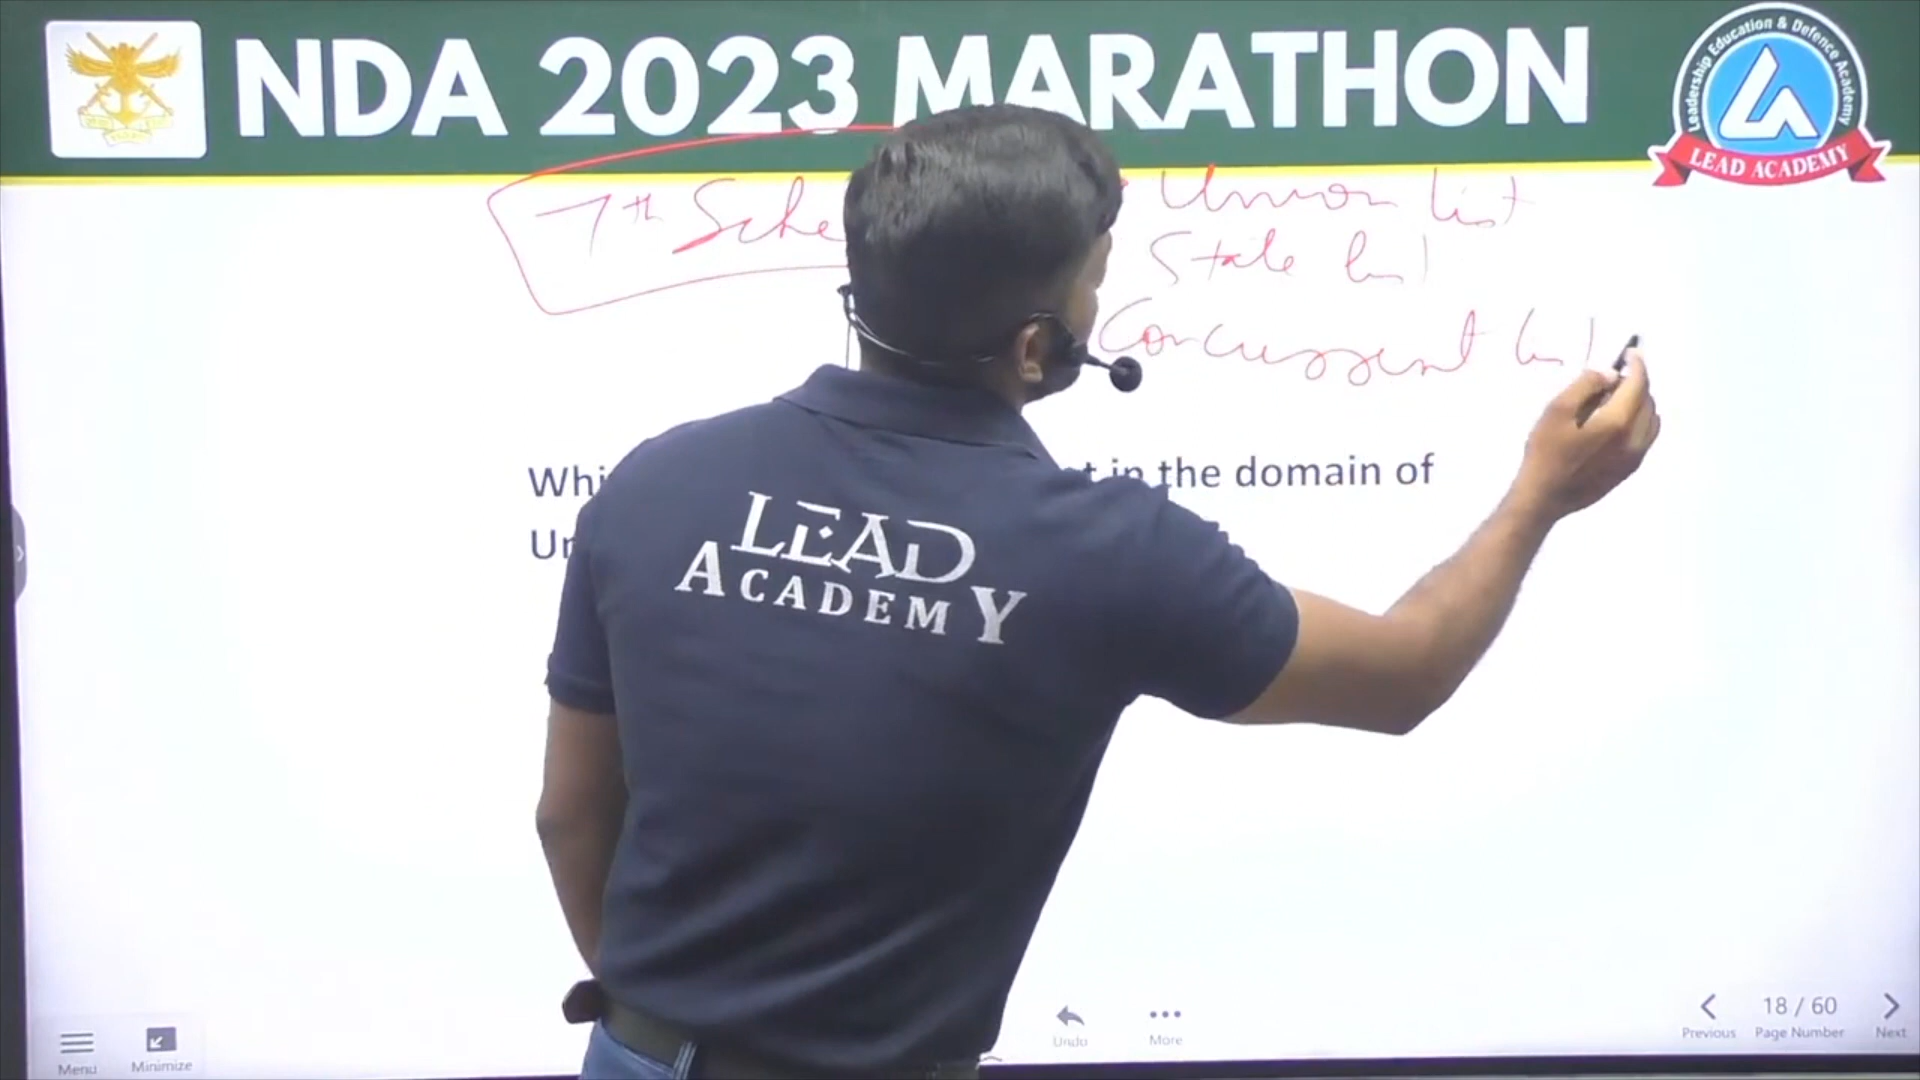 NDA 2023 MARATHON
Leadership Education & Defence Academy
LEAD ACADEMY
7th Sche
Union list
State list
Concurrent list
Whi
in the domain of
Un
LEAD
ACADEMY
Menu
Minimize
Undo
More
Previous
18 / 60
Page Number
Next